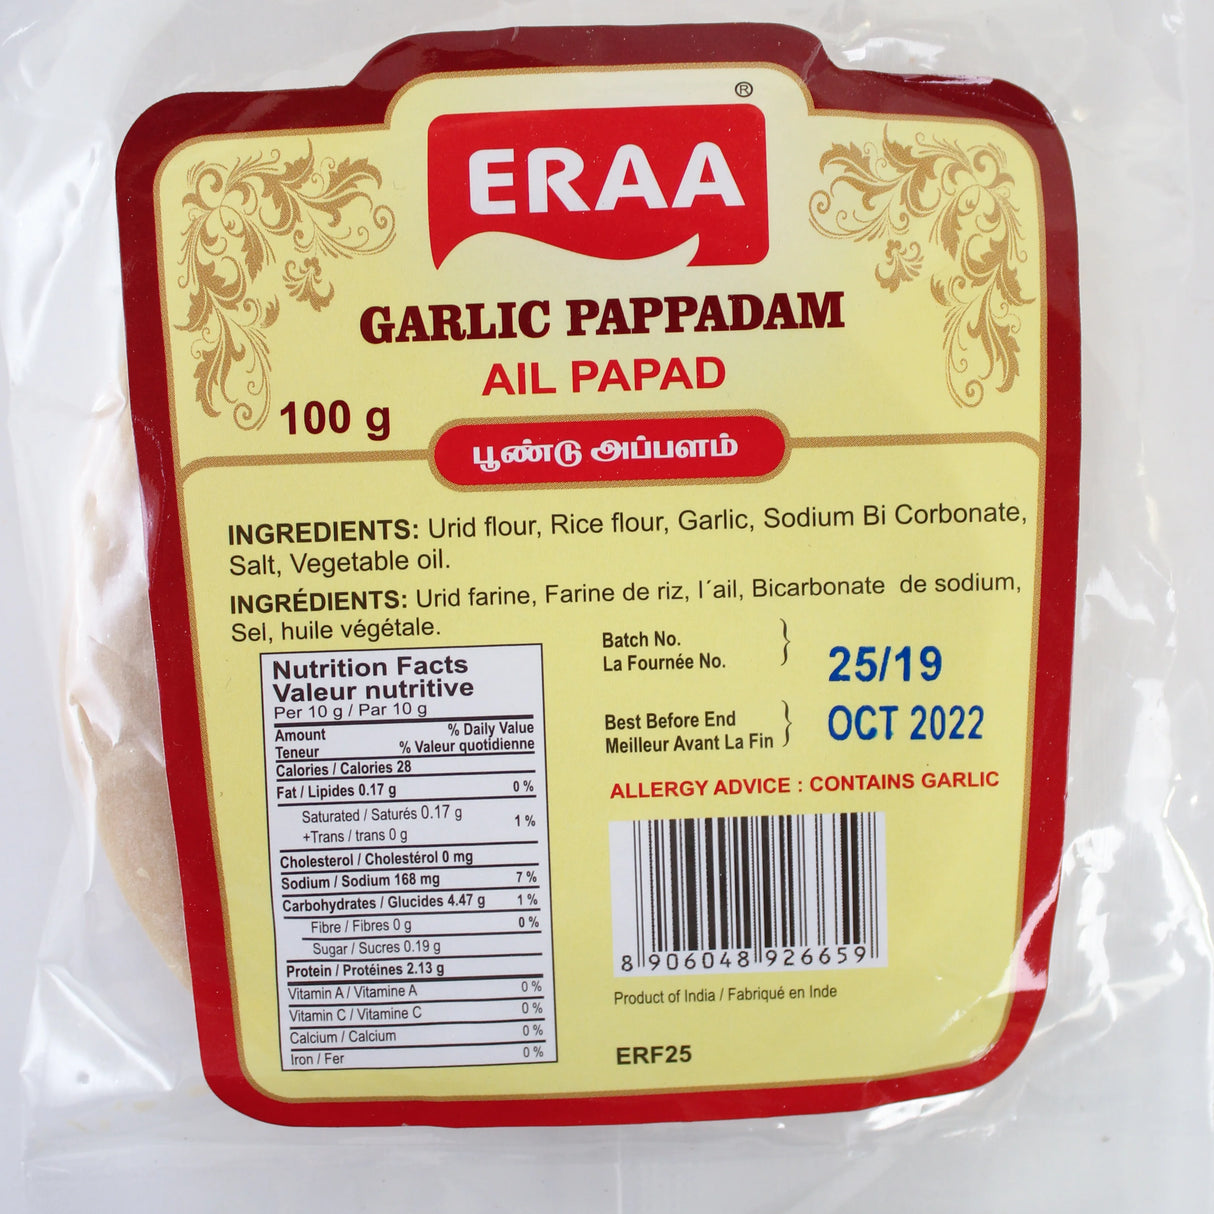 ERAA
®
GARLIC PAPPADAM
AIL PAPAD
100 g
பூண்டு அப்பளம்
INGREDIENTS: Urid flour, Rice flour, Garlic, Sodium Bi Corbonate,
Salt, Vegetable oil.
INGRÉDIENTS: Urid farine, Farine de riz, l´ail, Bicarbonate de sodium,
Sel, huile végétale.
Nutrition Facts
Valeur nutritive
Per 10 g / Par 10 g
Amount % Daily Value
Teneur % Valeur quotidienne
Calories / Calories 28
Fat / Lipides 0.17 g 0 %
Saturated / Saturés 0.17 g 1 %
+Trans / trans 0 g
Cholesterol / Cholestérol 0 mg
Sodium / Sodium 168 mg 7 %
Carbohydrates / Glucides 4.47 g 1 %
Fibre / Fibres 0 g 0 %
Sugar / Sucres 0.19 g
Protein / Protéines 2.13 g
Vitamin A / Vitamine A 0 %
Vitamin C / Vitamine C 0 %
Calcium / Calcium 0 %
Iron / Fer 0 %
Batch No.
La Fournée No.
25/19
Best Before End
Meilleur Avant La Fin
OCT 2022
ALLERGY ADVICE : CONTAINS GARLIC
8 906048 926659
Product of India / Fabriqué en Inde
ERF25